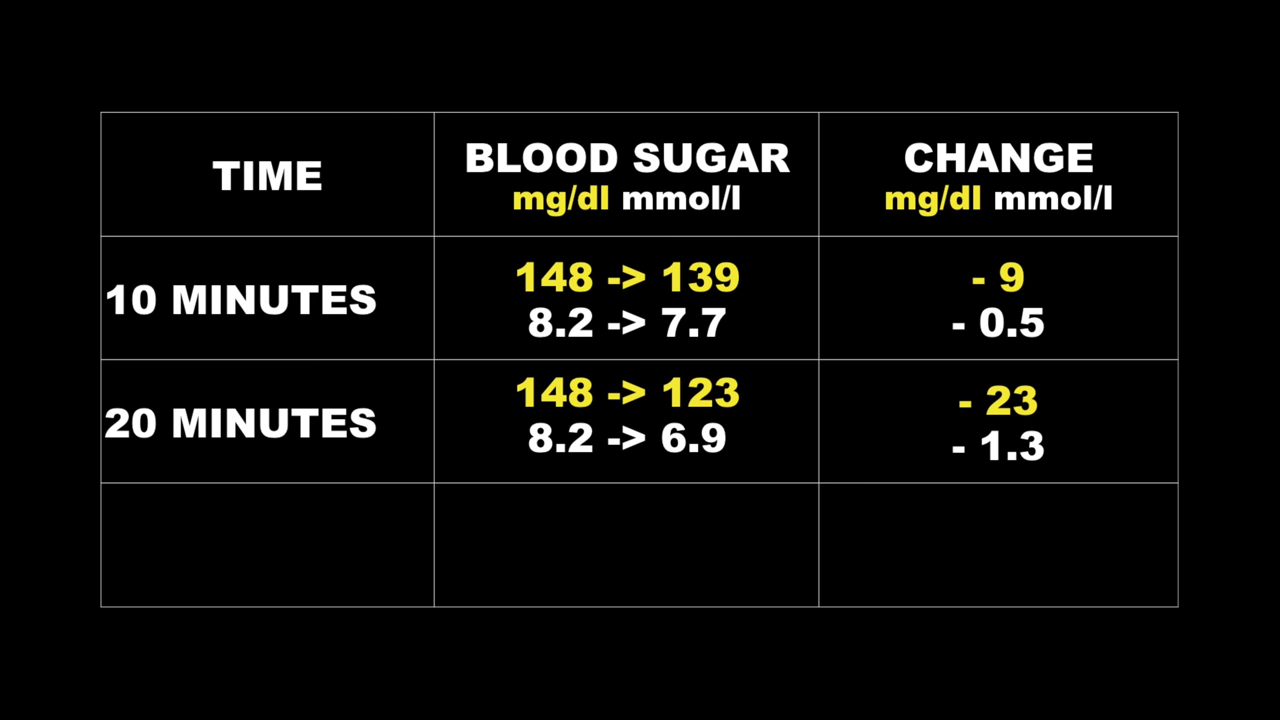 TIME
BLOOD SUGAR
mg/dl mmol/l
CHANGE
mg/dl mmol/l
10 MINUTES
148 -> 139
8.2 -> 7.7
- 9
- 0.5
20 MINUTES
148 -> 123
8.2 -> 6.9
- 23
- 1.3